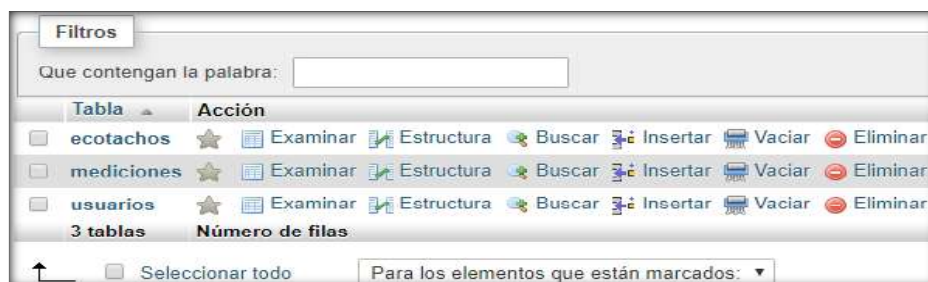 Filtros
Que contengan la palabra:
Tabla Acción
ecotachos Examinar Estructura Buscar Insertar Vaciar Eliminar
mediciones Examinar Estructura Buscar Insertar Vaciar Eliminar
usuarios Examinar Estructura Buscar Insertar Vaciar Eliminar
3 tablas Número de filas
Seleccionar todo Para los elementos que están marcados: